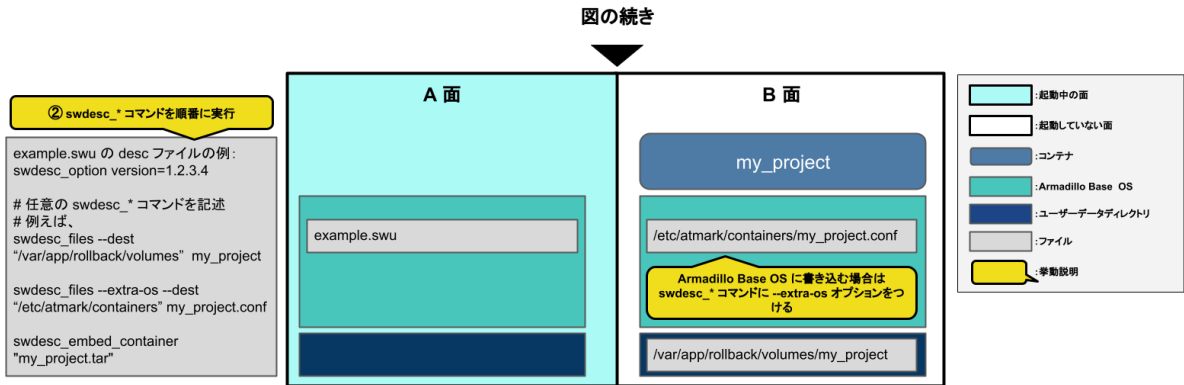 図の続き
② swdesc_* コマンドを順番に実行
example.swu の desc ファイルの例:
swdesc_option version=1.2.3.4
# 任意の swdesc_* コマンドを記述
# 例えば、
swdesc_files --dest
“/var/app/rollback/volumes” my_project
swdesc_files --extra-os --dest
“/etc/atmark/containers” my_project.conf
swdesc_embed_container
"my_project.tar"
A 面
example.swu
B 面
my_project
/etc/atmark/containers/my_project.conf
Armadillo Base OS に書き込む場合は
swdesc_* コマンドに --extra-os オプションをつ
ける
/var/app/rollback/volumes/my_project
:起動中の面
:起動していない面
:コンテナ
:Armadillo Base OS
:ユーザーデータディレクトリ
:ファイル
:挙動説明